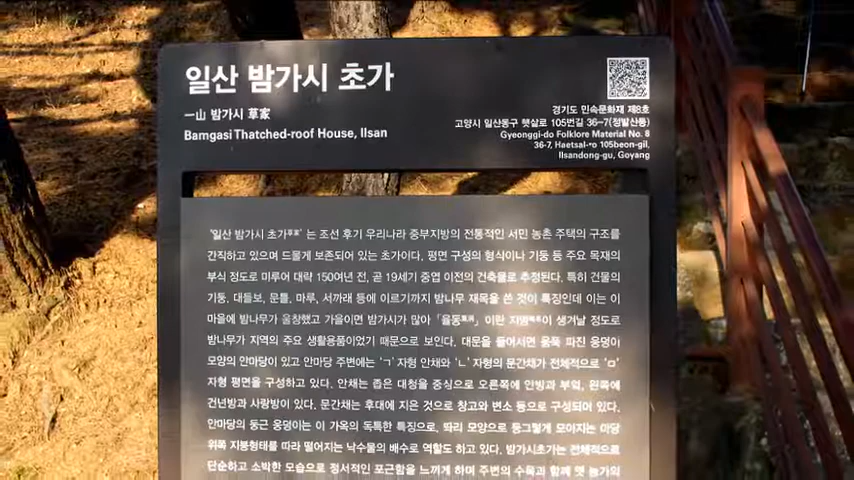 일산 밤가시 초가
一山 밤가시 草家
Bamgasi Thatched-roof House, Ilsan
경기도 민속문화재 제8호
고양시 일산동구 햇살로 105번길 36-7(정발산동)
Gyeonggi-do Folklore Material No. 8
36-7, Haetsal-ro 105beon-gil,
Ilsandong-gu, Goyang
'일산 밤가시 초가'는 조선 후기 우리나라 중부지방의 전통적인 서민 농촌 주택의 구조를
간직하고 있으며 드물게 보존되어 있는 초가이다. 평면 구성의 형식이나 기둥 등 주요 목재의
부식 정도로 미루어 대략 150여년 전, 곧 19세기 중엽 이전의 건축물로 추정된다. 특히 건물의
기둥, 대들보, 문틀, 마루, 서까래 등에 이르기까지 밤나무 재목을 쓴 것이 특징인데 이는 이
마을에 밤나무가 울창했고 가을이면 밤가시가 많아 「율동」이란 지명이 생겨날 정도로
밤나무가 지역의 주요 생활용품이었기 때문으로 보인다. 대문을 들어서면 움푹 파진 웅덩이
모양의 안마당이 있고 안마당 주변에는 'ㄱ'자형 안채와 'ㄴ'자형의 문간채가 전체적으로 'ㅁ'
자형 평면을 구성하고 있다. 안채는 좁은 대청을 중심으로 오른쪽에 안방과 부엌, 왼쪽에
건넌방과 사랑방이 있다. 문간채는 후대에 지은 것으로 창고와 변소 등으로 구성되어 있다.
안마당의 둥근 웅덩이는 이 가옥의 독특한 특징으로, 똬리 모양으로 둥그렇게 모아지는 마당
위쪽 지붕형태를 따라 떨어지는 낙수물의 배수로 역할도 하고 있다. 밤가시초가는 전체적으로
단순하고 소박한 모습으로 정서적인 포근함을 느끼게 하며 주변의 수목과 함께 옛 농가의